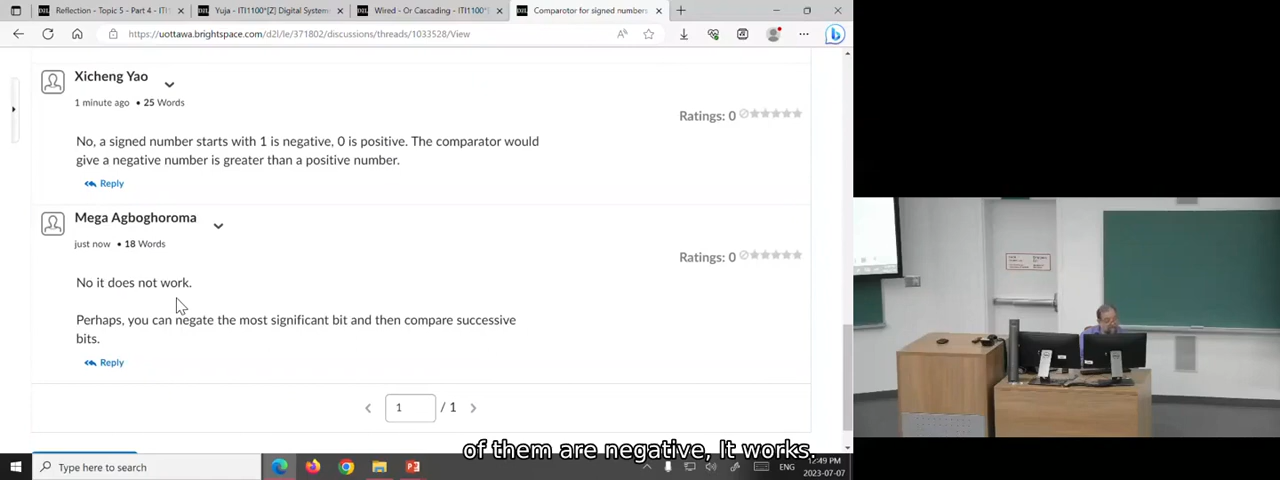 Reflection - Topic 5 - Part 4 - ITI1
Yuja - ITI1100*[Z] Digital System
Wired - Or Cascading - ITI1100*
Comparotor for signed numbers
https://uottawa.brightspace.com/d2l/le/371802/discussions/threads/1033528/View
Xicheng Yao
1 minute ago • 25 Words
Ratings: 0
No, a signed number starts with 1 is negative, 0 is positive. The comparator would
give a negative number is greater than a positive number.
Reply
Mega Agboghoroma
just now • 18 Words
Ratings: 0
No it does not work.
Perhaps, you can negate the most significant bit and then compare successive
bits.
Reply
1 / 1
of them are negative, It works.
Type here to search
ENG
12:49 PM
2023-07-07